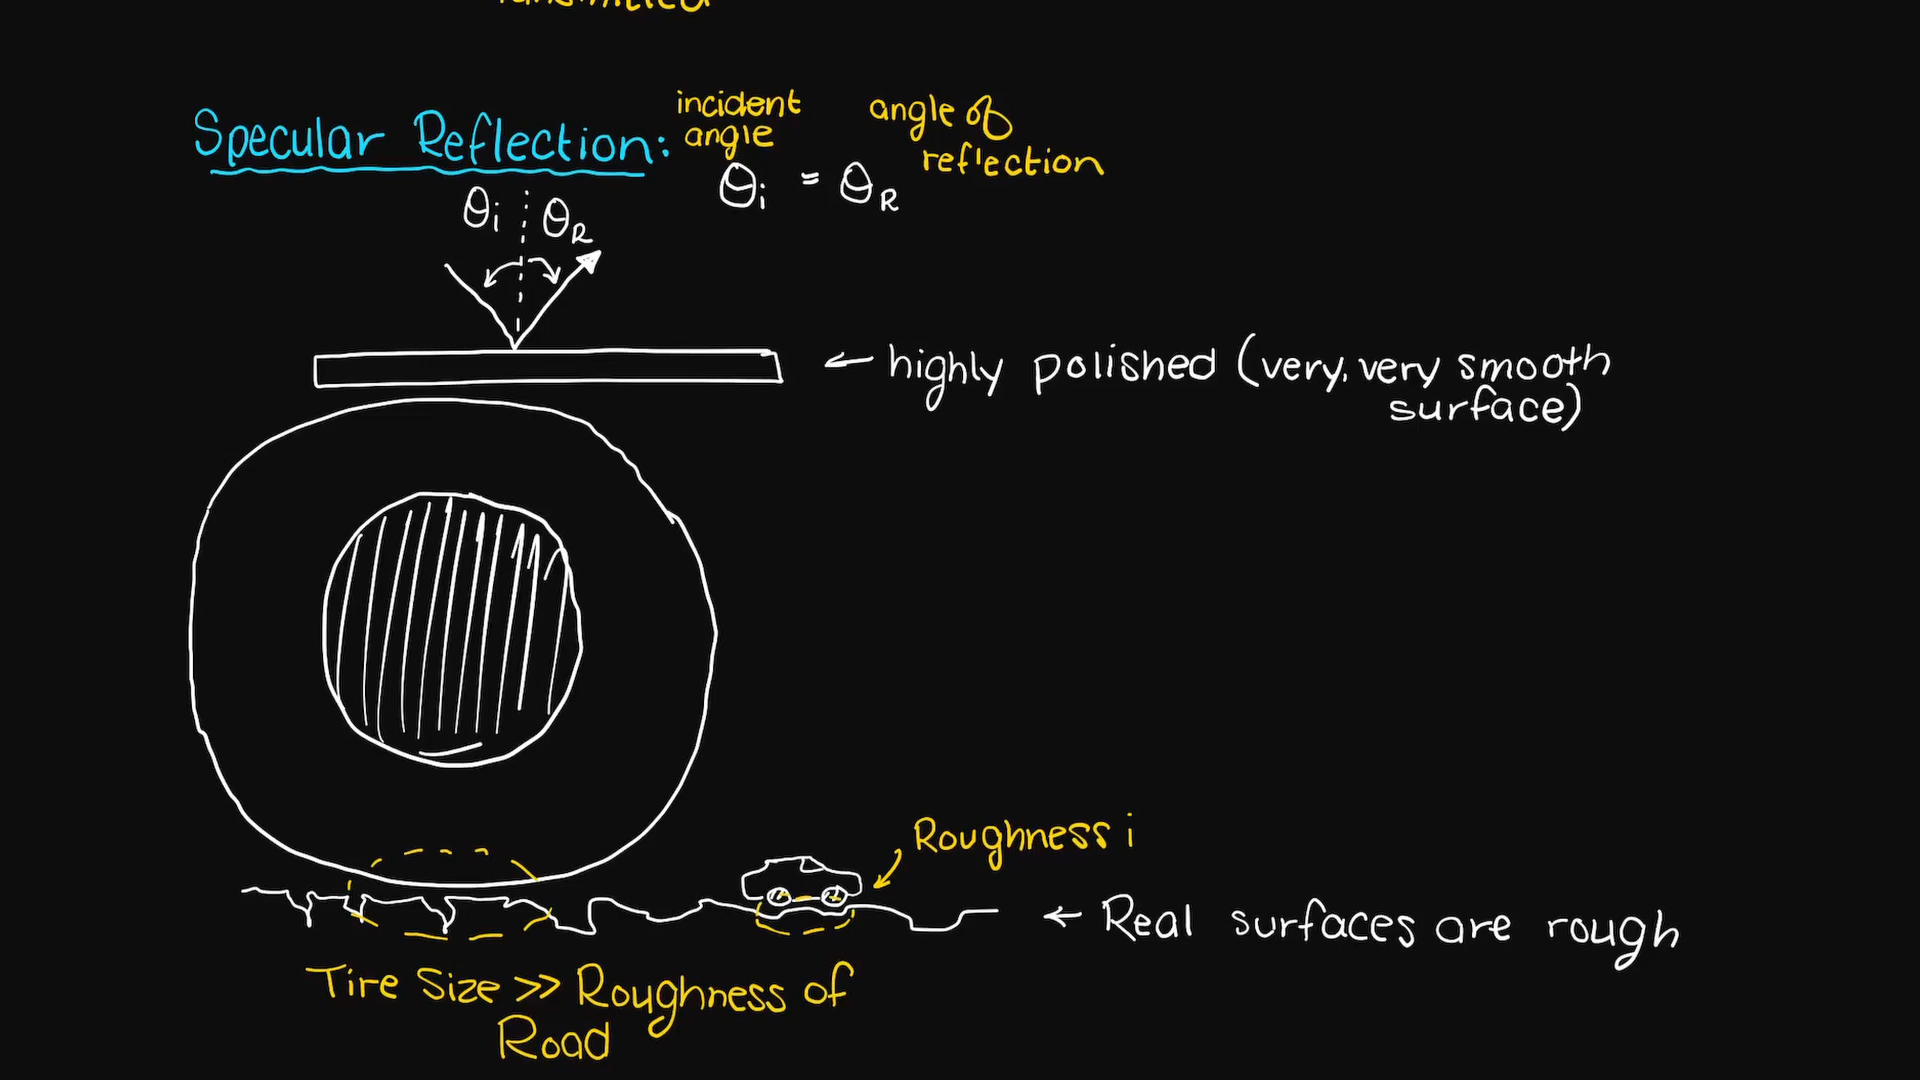 Specular Reflection:
incident
angle
angle of
reflection
θi = θR
θi θR
← highly polished (very, very smooth
surface)
Roughness i
← Real surfaces are rough
Tire Size >> Roughness of
Road